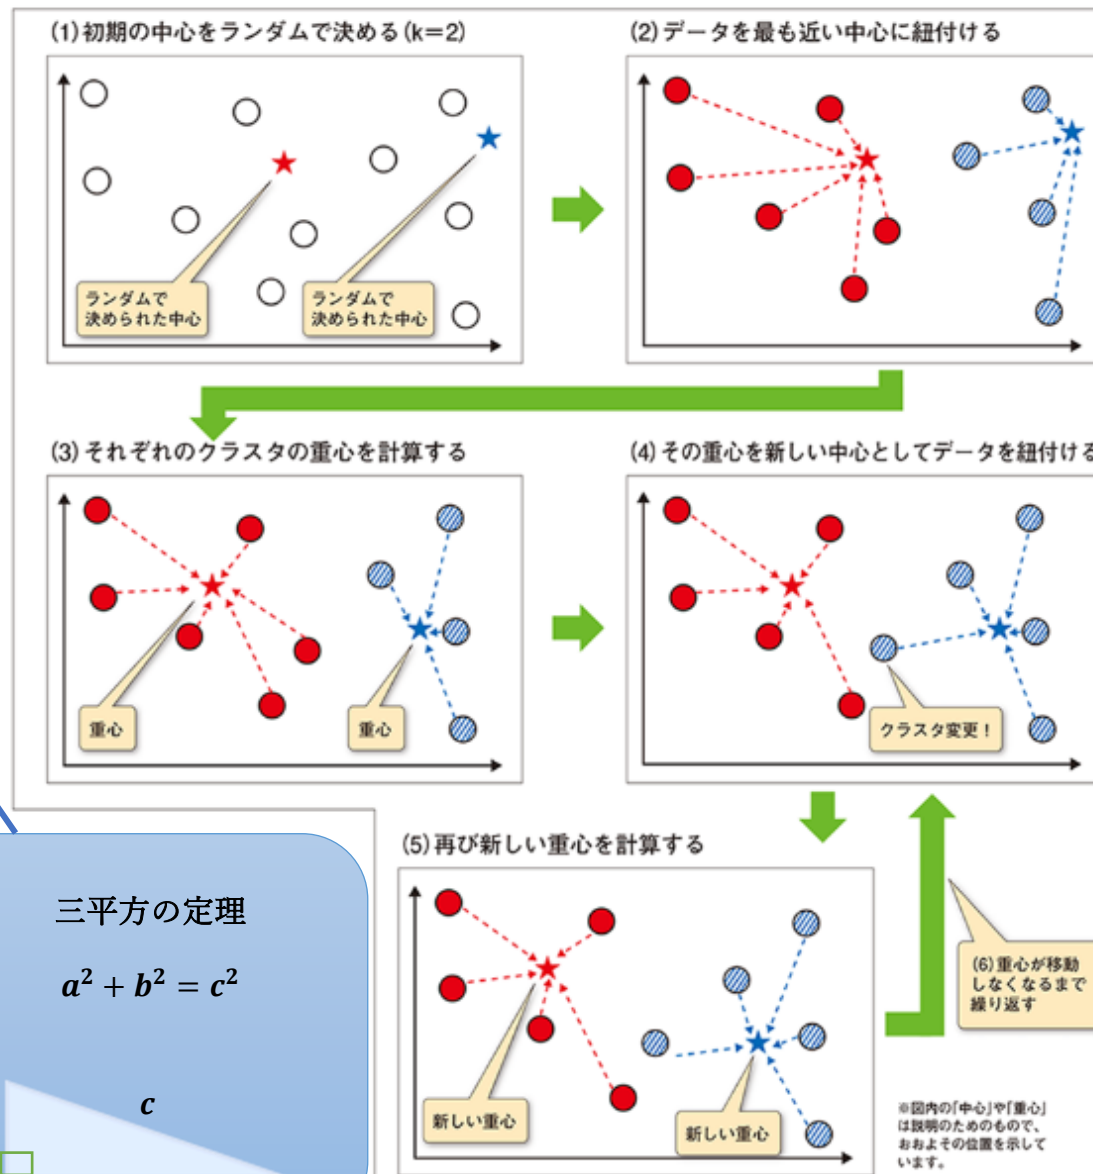 (1)初期の中心をランダムで決める(k=2)
ランダムで
決められた中心
ランダムで
決められた中心
(2)データを最も近い中心に紐付ける
(3)それぞれのクラスタの重心を計算する
重心
重心
(4)その重心を新しい中心としてデータを紐付ける
クラスタ変更！
(5)再び新しい重心を計算する
新しい重心
新しい重心
(6)重心が移動
しなくなるまで
繰り返す
※図内の「中心」や「重心」
は説明のためのもので、
おおよその位置を示して
います。
三平方の定理
a² + b² = c²
c